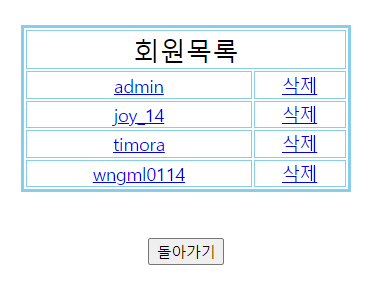 회원목록
admin 삭제
joy_14 삭제
timora 삭제
wngml0114 삭제
돌아가기